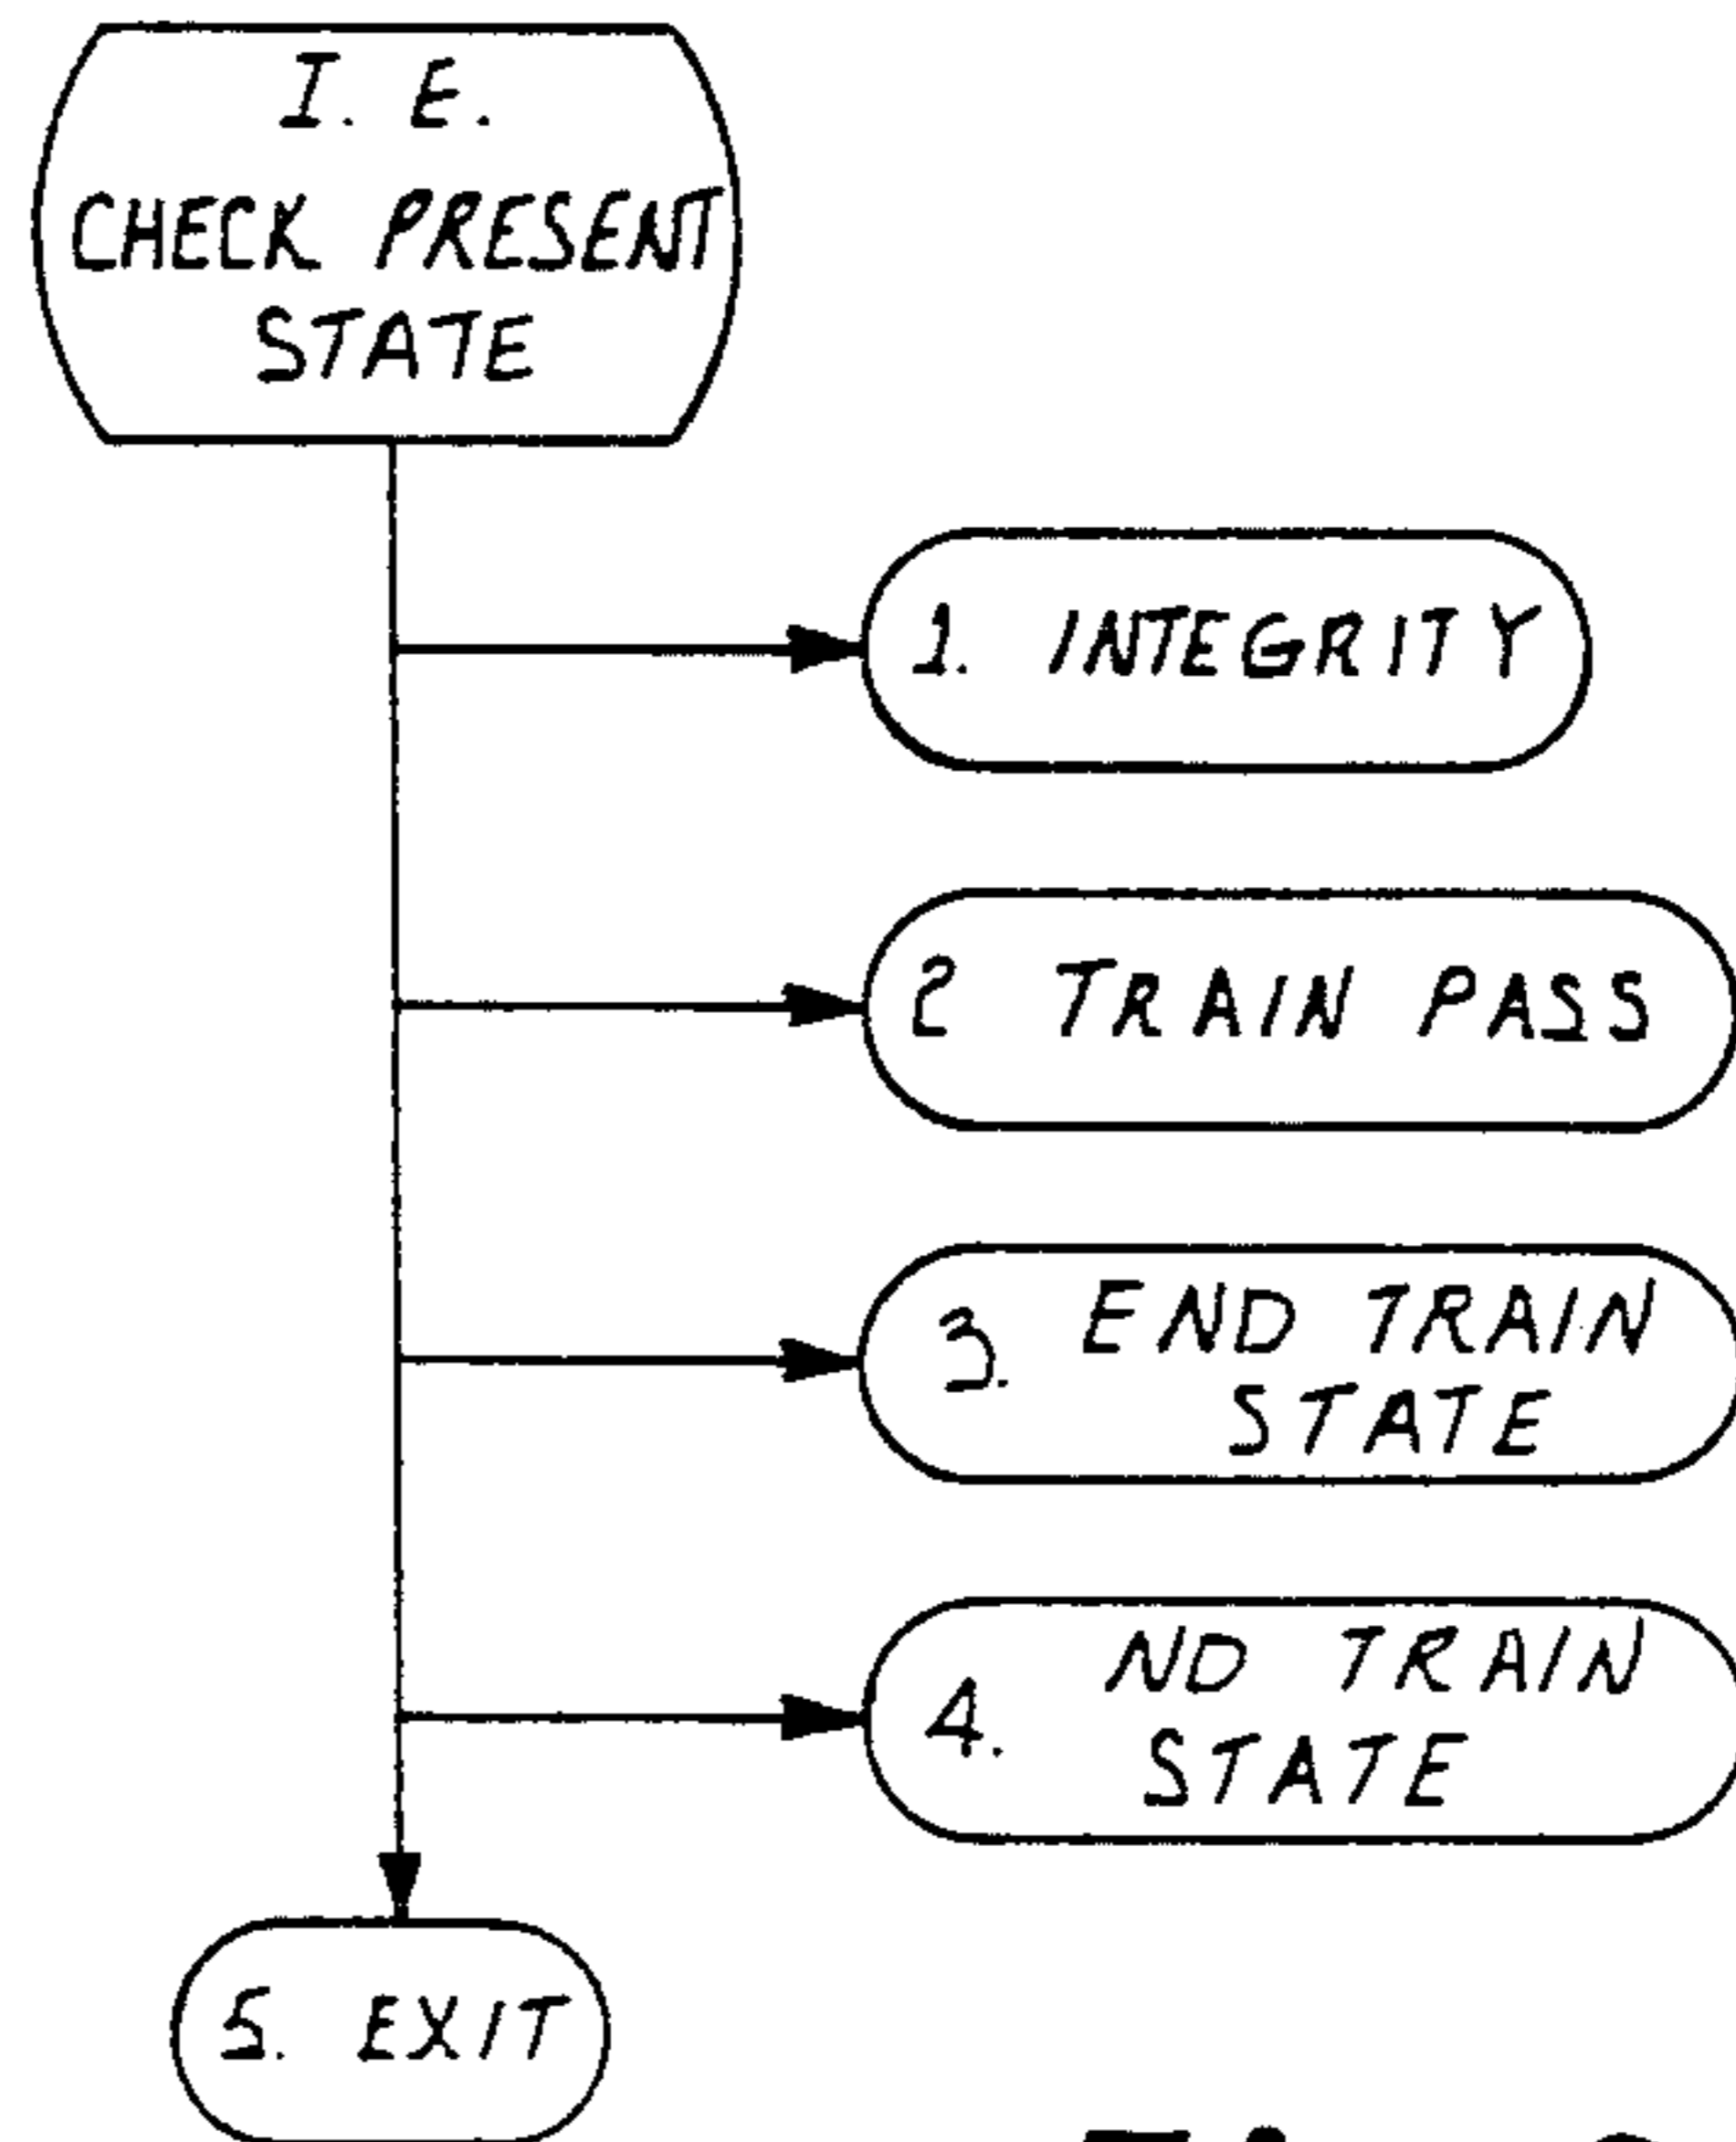 I. E.
CHECK PRESENT
STATE
1. INTEGRITY
2 TRAIN PASS
3. END TRAIN
STATE
4. NO TRAIN
STATE
5. EXIT